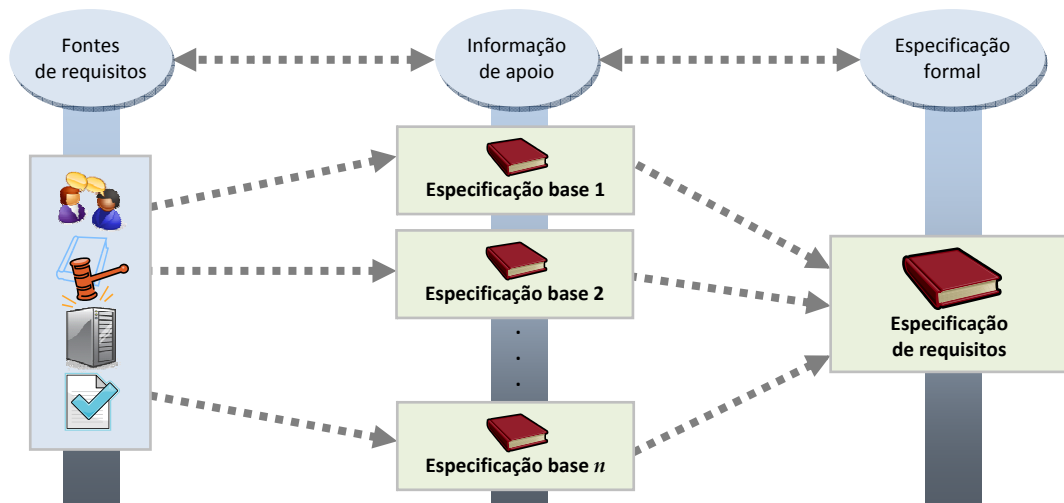 Fontes
de requisitos
Informação
de apoio
Especificação
formal
Especificação base 1
Especificação base 2
.
.
.
Especificação base n
Especificação
de requisitos